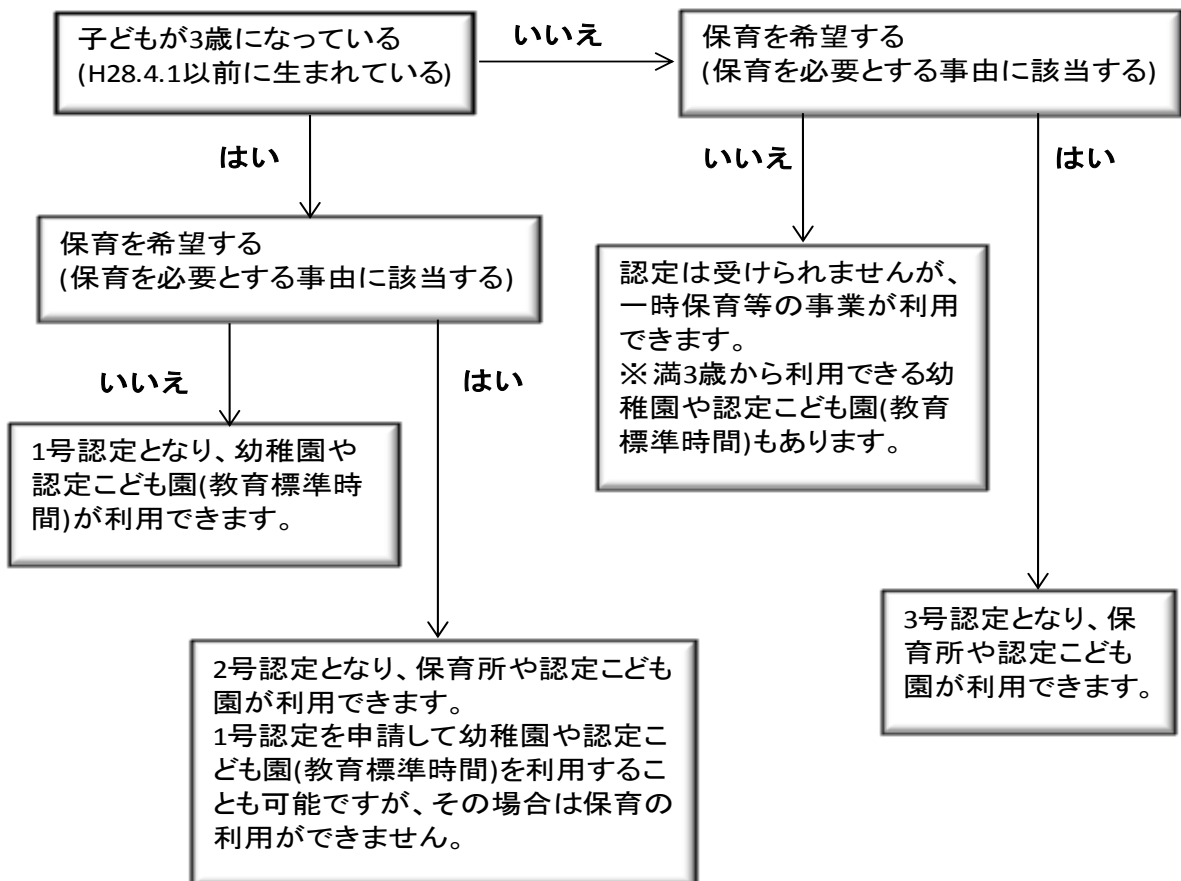 子どもが3歳になっている
(H28.4.1以前に生まれている)
いいえ
保育を希望する
(保育を必要とする事由に該当する)
はい
いいえ
はい
保育を希望する
(保育を必要とする事由に該当する)
認定は受けられませんが、
一時保育等の事業が利用
できます。
※満3歳から利用できる幼
稚園や認定こども園(教育
標準時間)もあります。
いいえ
はい
1号認定となり、幼稚園や
認定こども園(教育標準時
間)が利用できます。
3号認定となり、保
育所や認定こども
園が利用できます。
2号認定となり、保育所や認定こども
園が利用できます。
1号認定を申請して幼稚園や認定こ
ども園(教育標準時間)を利用するこ
とも可能ですが、その場合は保育の
利用ができません。